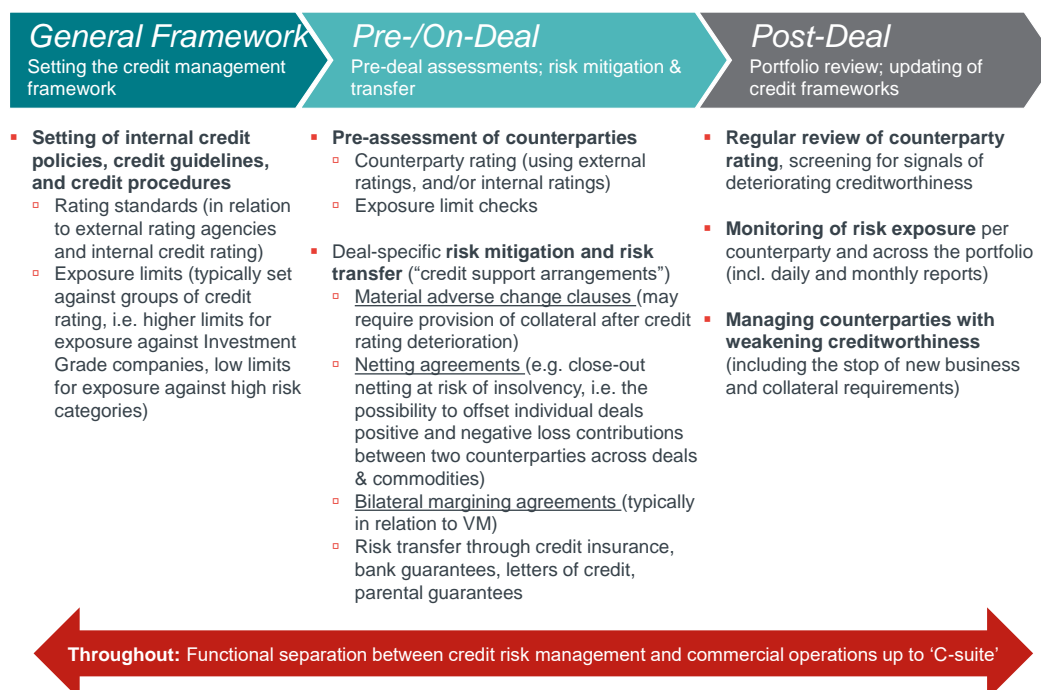 General Framework
Setting the credit management
framework
Pre-/On-Deal
Pre-deal assessments; risk mitigation &
transfer
Post-Deal
Portfolio review; updating of
credit frameworks
Setting of internal credit
policies, credit guidelines,
and credit procedures
Rating standards (in relation
to external rating agencies
and internal credit rating)
Exposure limits (typically set
against groups of credit
rating, i.e. higher limits for
exposure against Investment
Grade companies, low limits
for exposure against high risk
categories)
Pre-assessment of counterparties
Counterparty rating (using external
ratings, and/or internal ratings)
Exposure limit checks
Deal-specific risk mitigation and risk
transfer (“credit support arrangements”)
Material adverse change clauses (may
require provision of collateral after credit
rating deterioration)
Netting agreements (e.g. close-out
netting at risk of insolvency, i.e. the
possibility to offset individual deals
positive and negative loss contributions
between two counterparties across deals
& commodities)
Bilateral margining agreements (typically
in relation to VM)
Risk transfer through credit insurance,
bank guarantees, letters of credit,
parental guarantees
Regular review of counterparty
rating, screening for signals of
deteriorating creditworthiness
Monitoring of risk exposure per
counterparty and across the portfolio
(incl. daily and monthly reports)
Managing counterparties with
weakening creditworthiness
(including the stop of new business
and collateral requirements)
Throughout: Functional separation between credit risk management and commercial operations up to ‘C-suite’